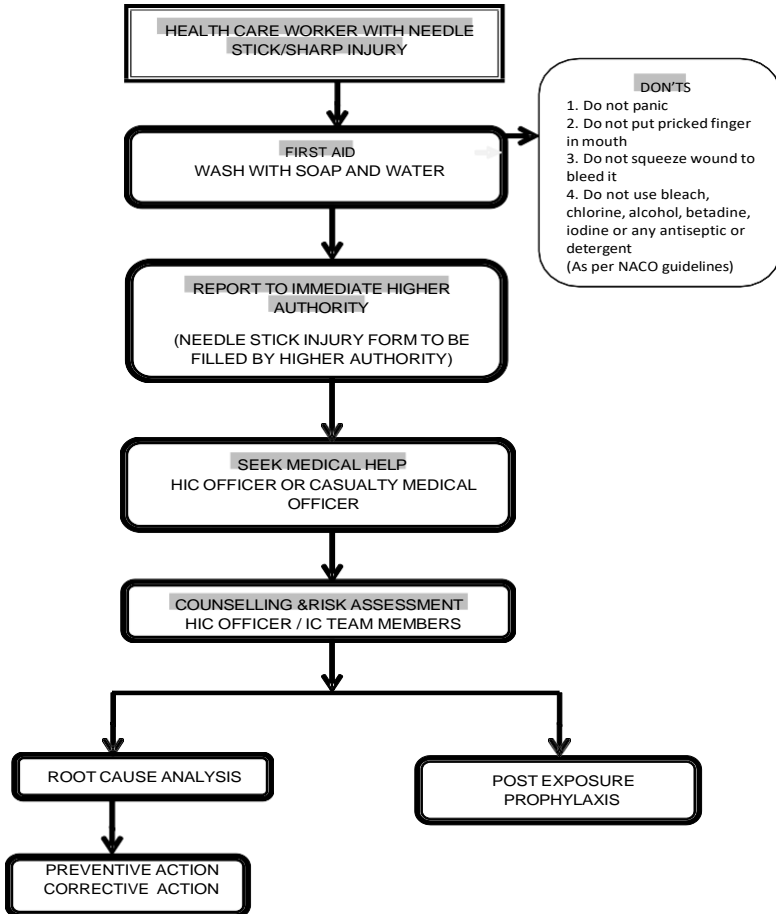 HEALTH CARE WORKER WITH NEEDLE
STICK/SHARP INJURY
DON'TS
1. Do not panic
2. Do not put pricked finger
in mouth
3. Do not squeeze wound to
bleed it
4. Do not use bleach,
chlorine, alcohol, betadine,
iodine or any antiseptic or
detergent
(As per NACO guidelines)
FIRST AID
WASH WITH SOAP AND WATER
REPORT TO IMMEDIATE HIGHER
AUTHORITY
(NEEDLE STICK INJURY FORM TO BE
FILLED BY HIGHER AUTHORITY)
SEEK MEDICAL HELP
HIC OFFICER OR CASUALTY MEDICAL
OFFICER
COUNSELLING &RISK ASSESSMENT
HIC OFFICER / IC TEAM MEMBERS
ROOT CAUSE ANALYSIS
POST EXPOSURE
PROPHYLAXIS
PREVENTIVE ACTION
CORRECTIVE ACTION